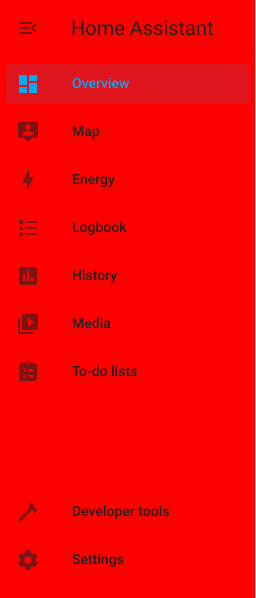 Home Assistant
Overview
Map
Energy
Logbook
History
Media
To-do lists
Developer tools
Settings